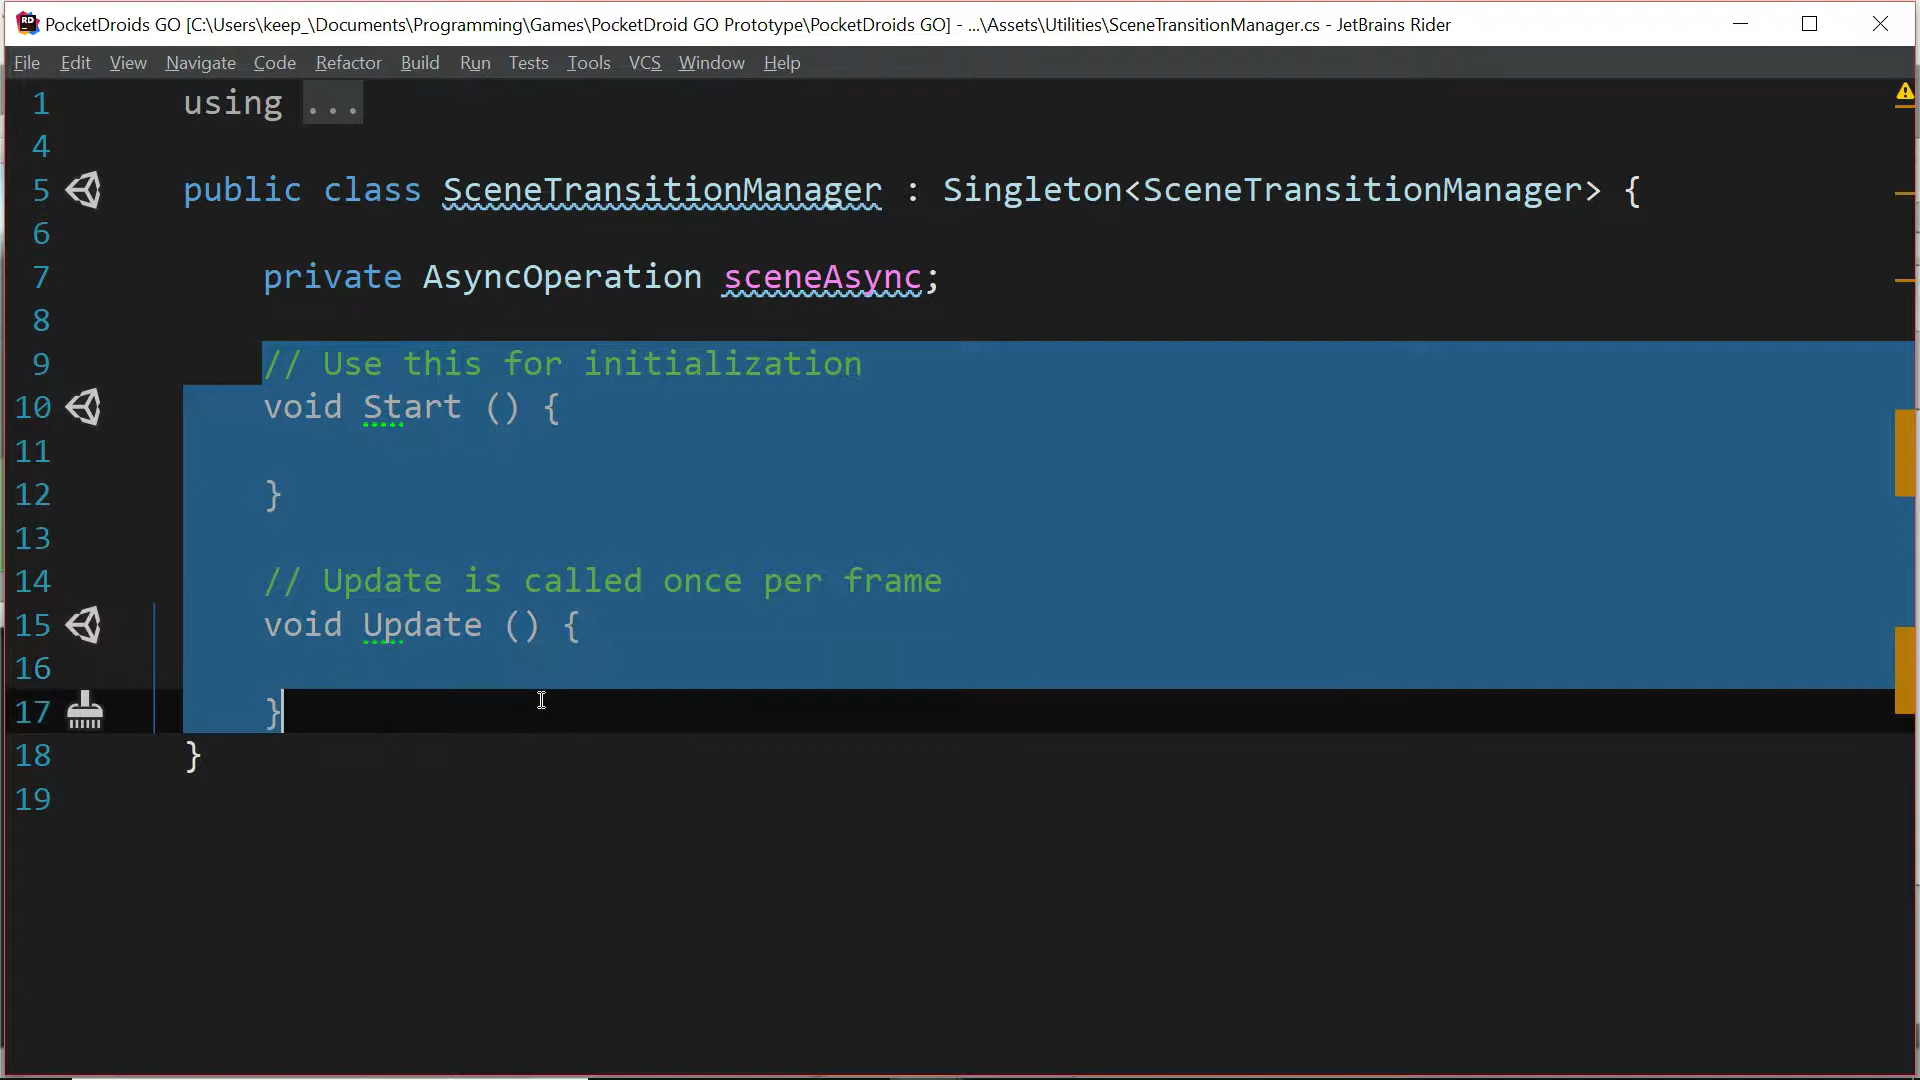 PocketDroids GO [C:\Users\keep_\Documents\Programming\Games\PocketDroid GO Prototype\PocketDroids GO] - ...\Assets\Utilities\SceneTransitionManager.cs - JetBrains Rider
File Edit View Navigate Code Refactor Build Run Tests Tools VCS Window Help
1 using ...
4
5 public class SceneTransitionManager : Singleton<SceneTransitionManager> {
6
7 private AsyncOperation sceneAsync;
8
9 // Use this for initialization
10 void Start () {
11
12 }
13
14 // Update is called once per frame
15 void Update () {
16
17 }
18 }
19